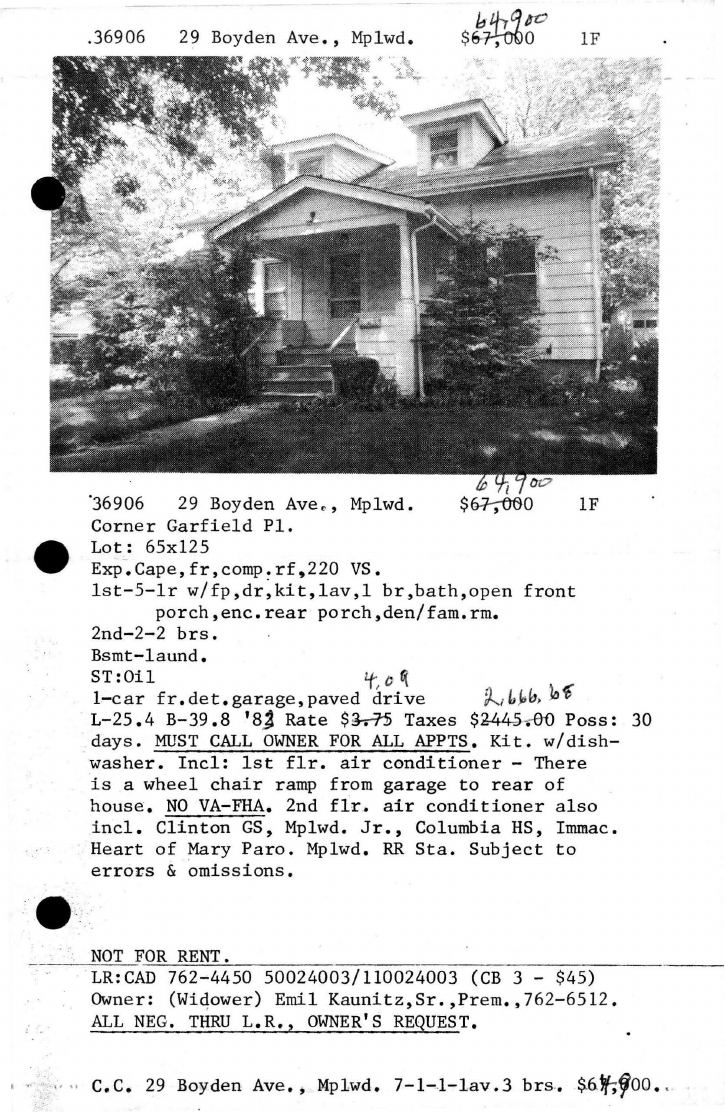 .36906 29 Boyden Ave., Mplwd. $67,000 64,900 1F
64,900
'36906 29 Boyden Ave., Mplwd. $67,000 1F
Corner Garfield Pl.
Lot: 65x125
Exp.Cape,fr,comp.rf,220 VS.
1st-5-lr w/fp,dr,kit,lav,1 br,bath,open front
porch,enc.rear porch,den/fam.rm.
2nd-2-2 brs.
Bsmt-laund.
ST:Oil 4,09
1-car fr.det.garage,paved drive 2,666,68
L-25.4 B-39.8 '83 Rate $3.75 Taxes $2445.00 Poss: 30
days. MUST CALL OWNER FOR ALL APPTS. Kit. w/dish-
washer. Incl: 1st flr. air conditioner - There
is a wheel chair ramp from garage to rear of
house. NO VA-FHA. 2nd flr. air conditioner also
incl. Clinton GS, Mplwd. Jr., Columbia HS, Immac.
Heart of Mary Paro. Mplwd. RR Sta. Subject to
errors & omissions.
NOT FOR RENT.
LR:CAD 762-4450 50024003/110024003 (CB 3 - $45)
Owner: (Widower) Emil Kaunitz,Sr.,Prem.,762-6512.
ALL NEG. THRU L.R., OWNER'S REQUEST.
C.C. 29 Boyden Ave., Mplwd. 7-1-1-lav.3 brs. $64,900.